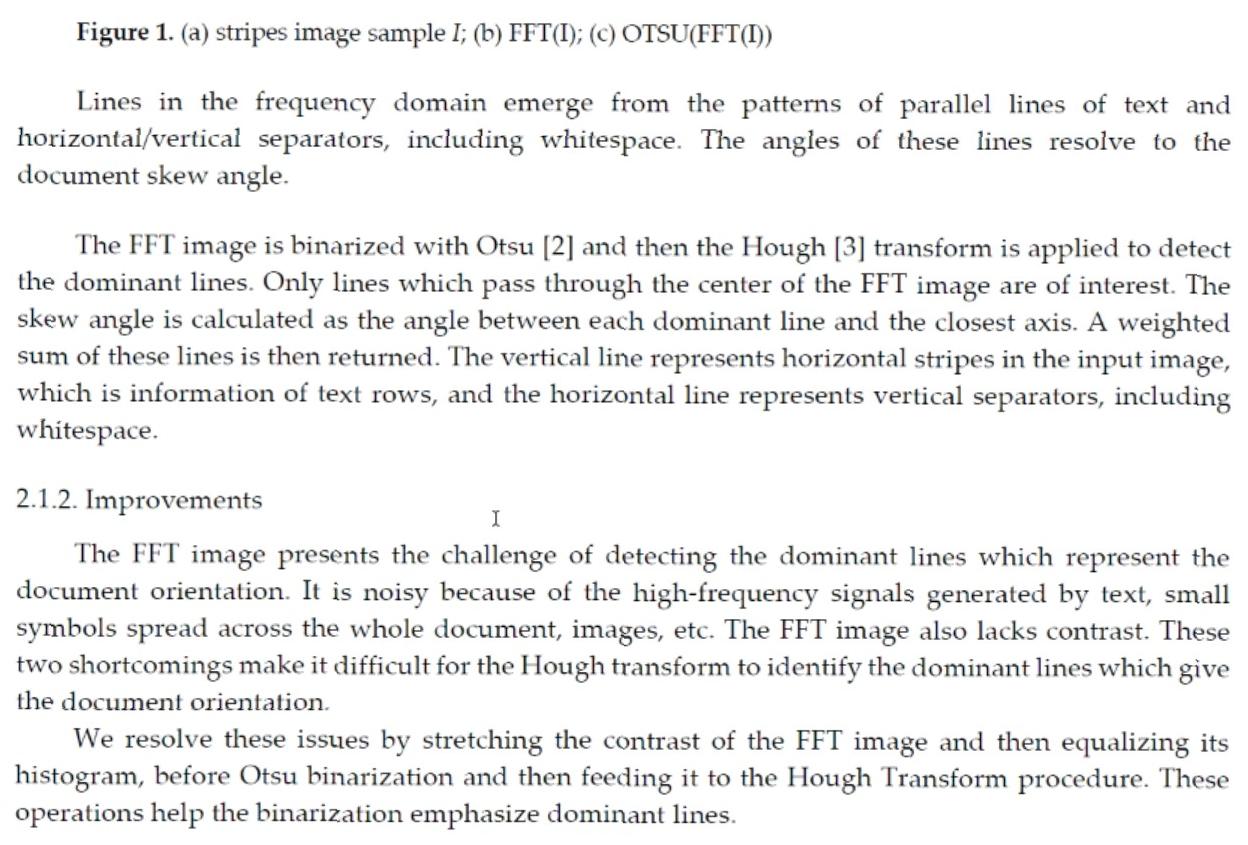 Figure 1. (a) stripes image sample I; (b) FFT(I); (c) OTSU(FFT(I))
Lines in the frequency domain emerge from the patterns of parallel lines of text and
horizontal/vertical separators, including whitespace. The angles of these lines resolve to the
document skew angle.
The FFT image is binarized with Otsu [2] and then the Hough [3] transform is applied to detect
the dominant lines. Only lines which pass through the center of the FFT image are of interest. The
skew angle is calculated as the angle between each dominant line and the closest axis. A weighted
sum of these lines is then returned. The vertical line represents horizontal stripes in the input image,
which is information of text rows, and the horizontal line represents vertical separators, including
whitespace.
2.1.2. Improvements
The FFT image presents the challenge of detecting the dominant lines which represent the
document orientation. It is noisy because of the high-frequency signals generated by text, small
symbols spread across the whole document, images, etc. The FFT image also lacks contrast. These
two shortcomings make it difficult for the Hough transform to identify the dominant lines which give
the document orientation.
We resolve these issues by stretching the contrast of the FFT image and then equalizing its
histogram, before Otsu binarization and then feeding it to the Hough Transform procedure. These
operations help the binarization emphasize dominant lines.